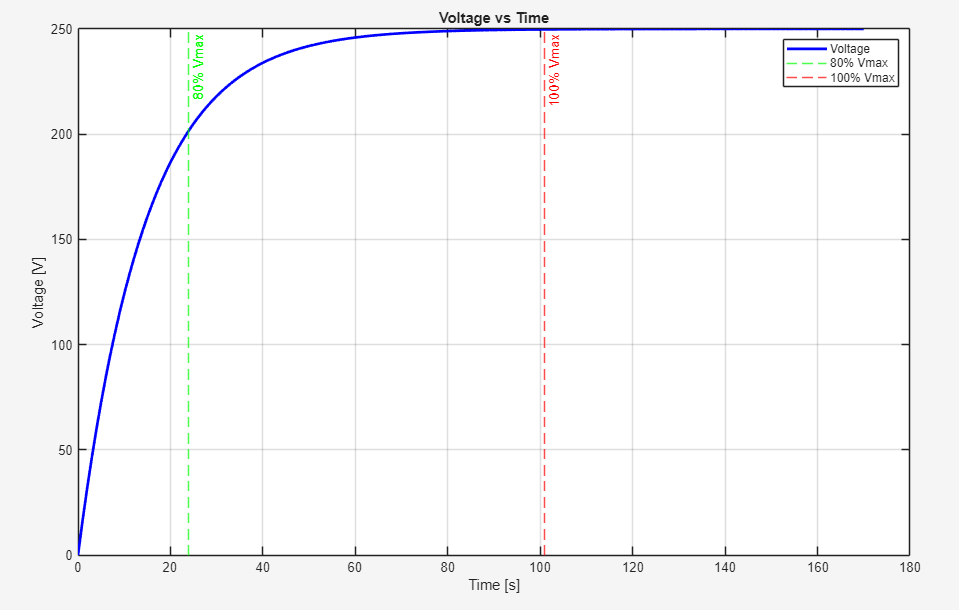 Voltage vs Time
250
200
150
100
50
0
Voltage [V]
80% Vmax
100% Vmax
Voltage
80% Vmax
100% Vmax
0 20 40 60 80 100 120 140 160 180
Time [s]